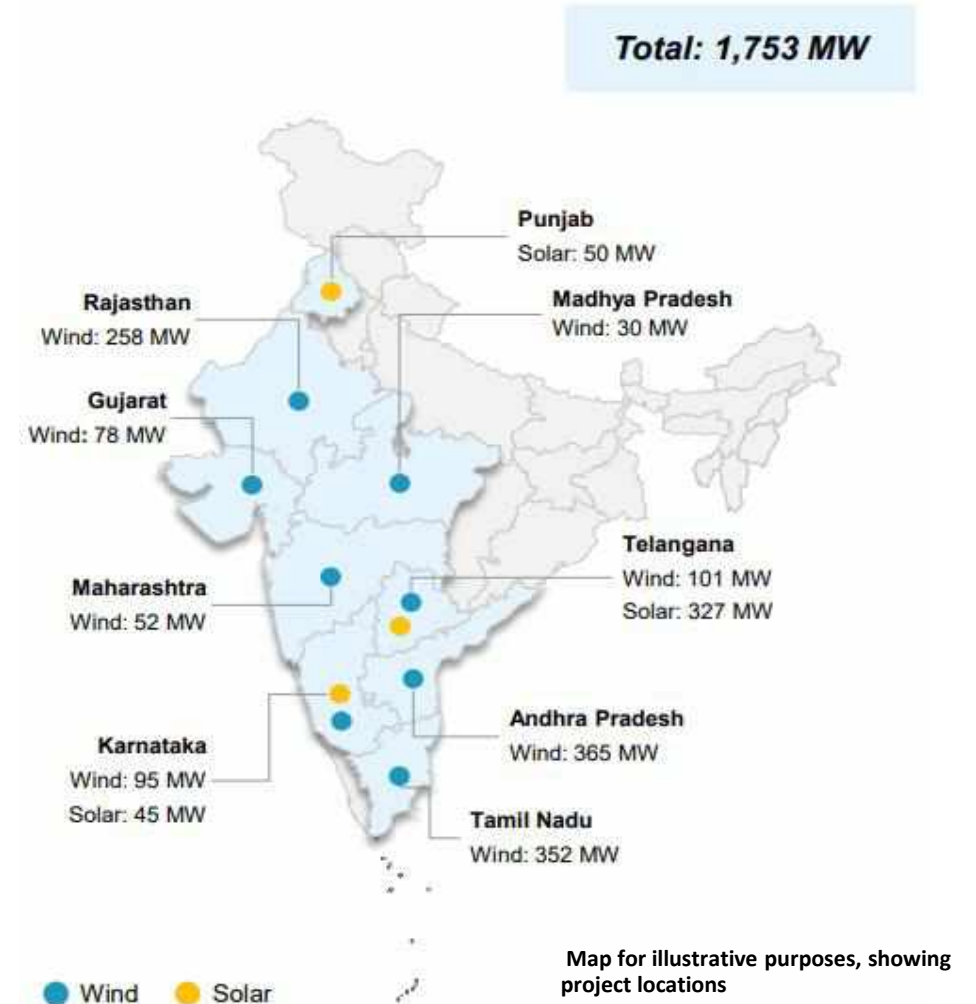 Total: 1,753 MW
Punjab
Solar: 50 MW
Madhya Pradesh
Wind: 30 MW
Rajasthan
Wind: 258 MW
Gujarat
Wind: 78 MW
Telangana
Wind: 101 MW
Solar: 327 MW
Maharashtra
Wind: 52 MW
Andhra Pradesh
Wind: 365 MW
Karnataka
Wind: 95 MW
Solar: 45 MW
Tamil Nadu
Wind: 352 MW
Map for illustrative purposes, showing
project locations
Wind
Solar